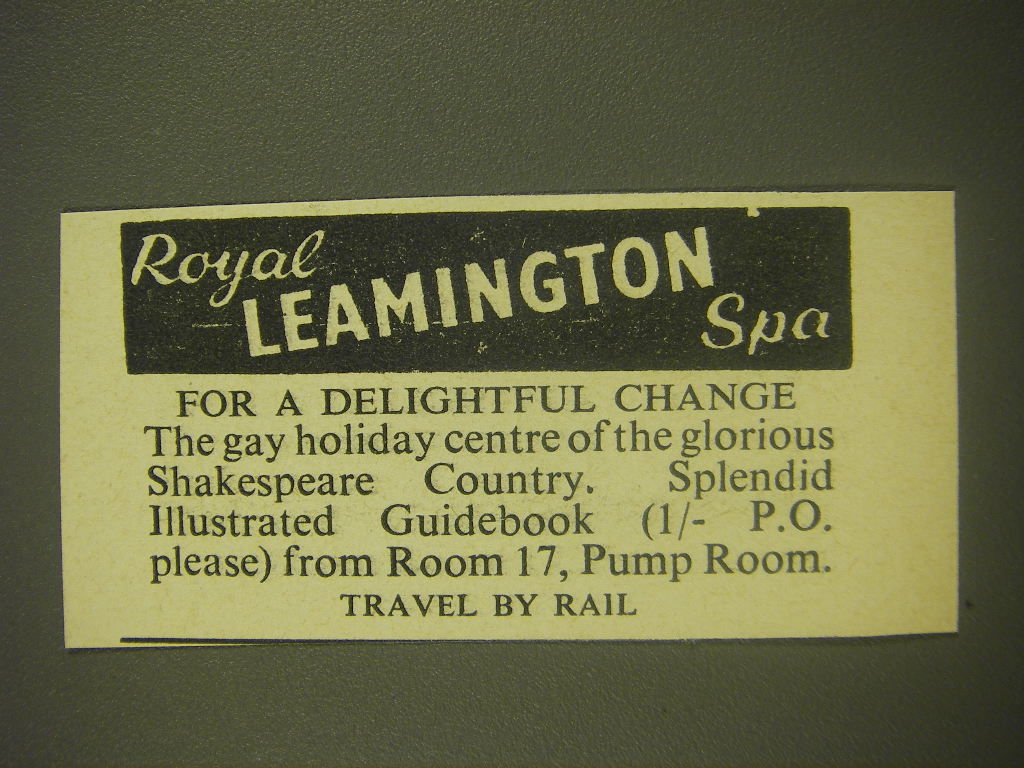 Royal
LEAMINGTON
Spa
FOR A DELIGHTFUL CHANGE
The gay holiday centre of the glorious
Shakespeare Country. Splendid
Illustrated Guidebook (1/- P.O.
please) from Room 17, Pump Room.
TRAVEL BY RAIL